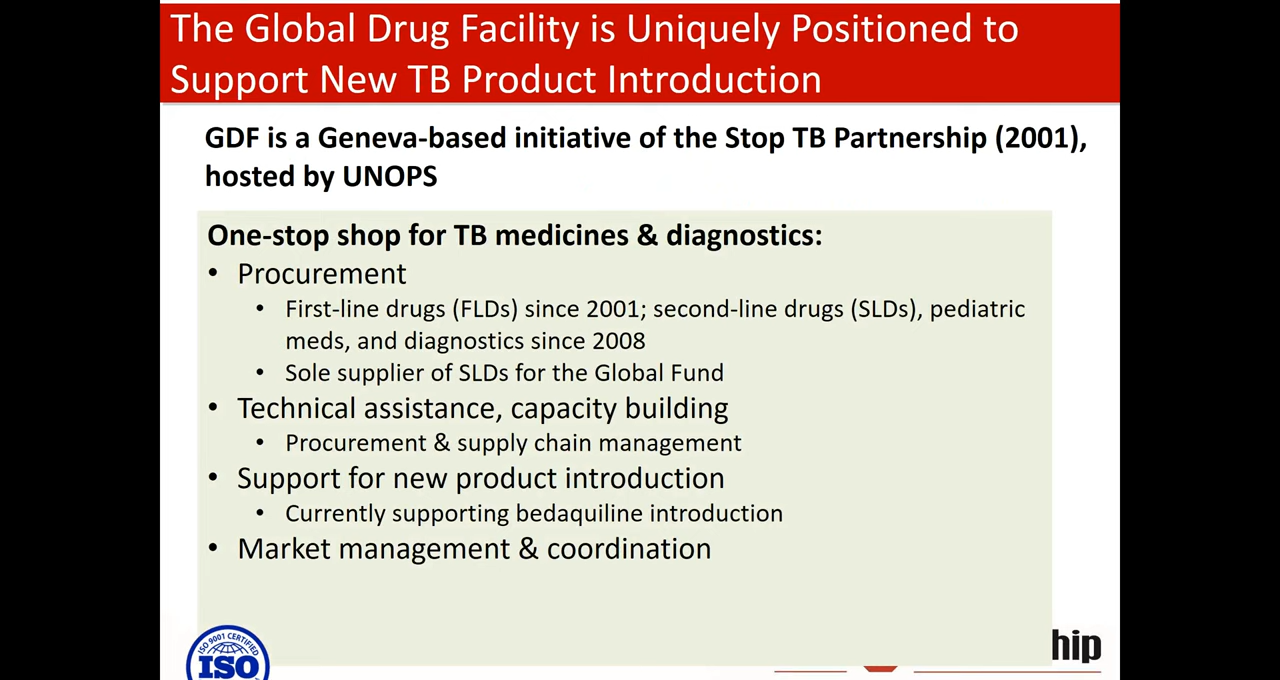 The Global Drug Facility is Uniquely Positioned to
Support New TB Product Introduction
GDF is a Geneva-based initiative of the Stop TB Partnership (2001),
hosted by UNOPS
One-stop shop for TB medicines & diagnostics:
• Procurement
• First-line drugs (FLDs) since 2001; second-line drugs (SLDs), pediatric
meds, and diagnostics since 2008
• Sole supplier of SLDs for the Global Fund
• Technical assistance, capacity building
• Procurement & supply chain management
• Support for new product introduction
• Currently supporting bedaquiline introduction
• Market management & coordination
ISO 9001 CERTIFIED
ISO
hip